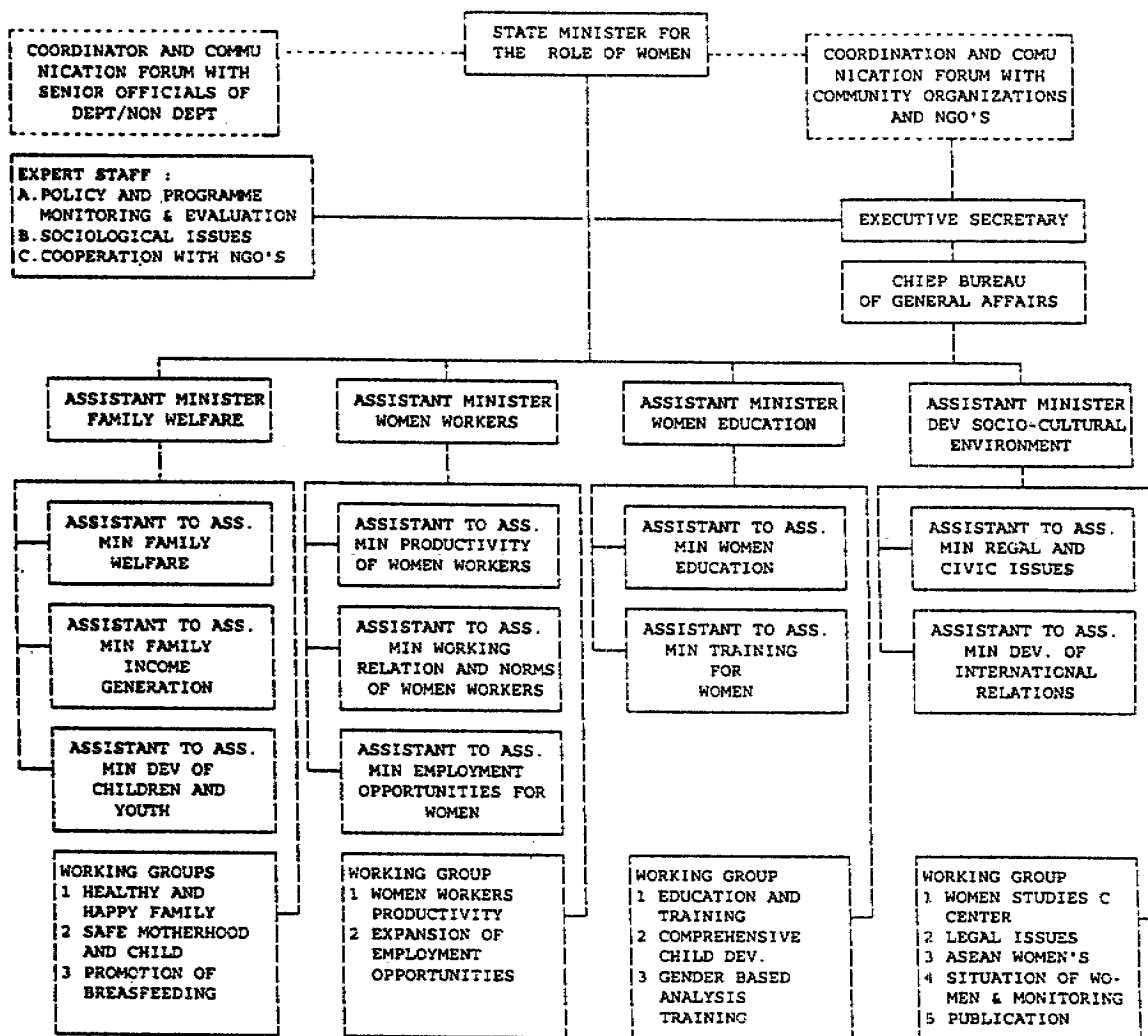 STATE MINISTER FOR
THE ROLE OF WOMEN
COORDINATOR AND COMMU
NICATION FORUM WITH
SENIOR OFFICIALS OF
DEPT/NON DEPT
COORDINATION AND COMU
NICATION FORUM WITH
COMMUNITY ORGANIZATIONS
AND NGO'S
EXPERT STAFF :
A.POLICY AND PROGRAMME
MONITORING & EVALUATION
B.SOCIOLOGICAL ISSUES
C.COOPERATION WITH NGO'S
EXECUTIVE SECRETARY
CHIEP BUREAU
OF GENERAL AFFAIRS
ASSISTANT MINISTER
FAMILY WELFARE
ASSISTANT MINISTER
WOMEN WORKERS
ASSISTANT MINISTER
WOMEN EDUCATION
ASSISTANT MINISTER
DEV SOCIO-CULTURAL
ENVIRONMENT
ASSISTANT TO ASS.
MIN FAMILY
WELFARE
ASSISTANT TO ASS.
MIN PRODUCTIVITY
OF WOMEN WORKERS
ASSISTANT TO ASS.
MIN WOMEN
EDUCATION
ASSISTANT TO ASS.
MIN REGAL AND
CIVIC ISSUES
ASSISTANT TO ASS.
MIN FAMILY
INCOME
GENERATION
ASSISTANT TO ASS.
MIN WORKING
RELATION AND NORMS
OF WOMEN WORKERS
ASSISTANT TO ASS.
MIN TRAINING
FOR
WOMEN
ASSISTANT TO ASS.
MIN DEV. OF
INTERNATIONAL
RELATIONS
ASSISTANT TO ASS.
MIN DEV OF
CHILDREN AND
YOUTH
ASSISTANT TO ASS.
MIN EMPLOYMENT
OPPORTUNITIES FOR
WOMEN
WORKING GROUPS
1 HEALTHY AND
HAPPY FAMILY
2 SAFE MOTHERHOOD
AND CHILD
3 PROMOTION OF
BREASFEEDING
WORKING GROUP
1 WOMEN WORKERS
PRODUCTIVITY
2 EXPANSION OF
EMPLOYMENT
OPPORTUNITIES
WORKING GROUP
1 EDUCATION AND
TRAINING
2 COMPREHENSIVE
CHILD DEV.
3 GENDER BASED
ANALYSIS
TRAINING
WORKING GROUP
1 WOMEN STUDIES C
CENTER
2 LEGAL ISSUES
3 ASEAN WOMEN'S
4 SITUATION OF WO-
MEN & MONITORING
5 PUBLICATION